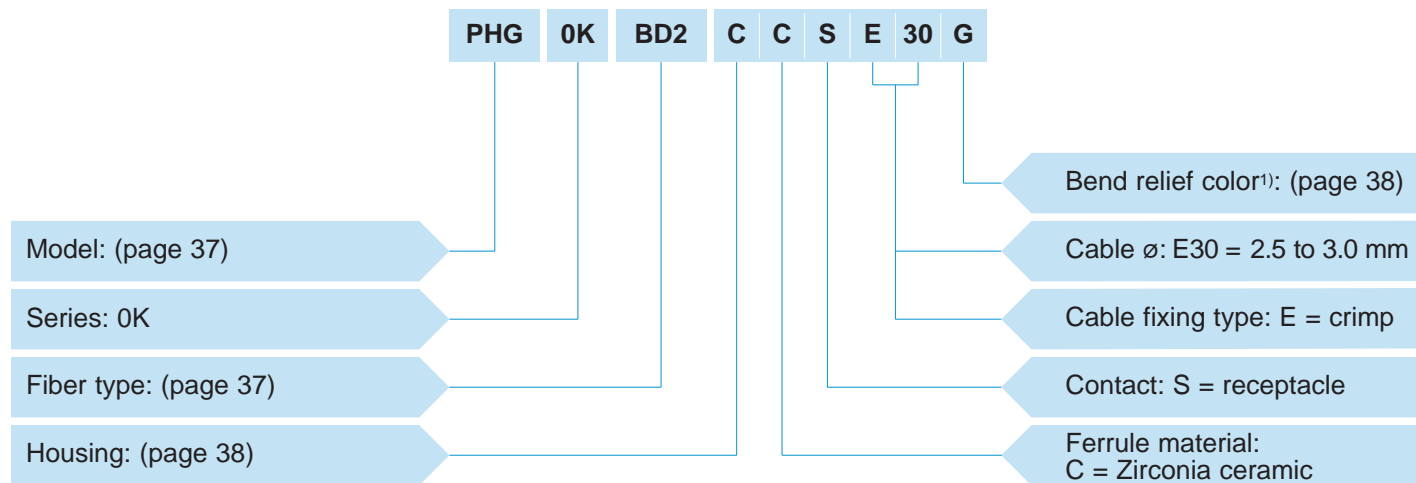 PHG 0K BD2 C C S E 30 G
Bend relief color1): (page 38)
Model: (page 37)
Cable ø: E30 = 2.5 to 3.0 mm
Series: 0K
Cable fixing type: E = crimp
Fiber type: (page 37)
Contact: S = receptacle
Housing: (page 38)
Ferrule material:
C = Zirconia ceramic